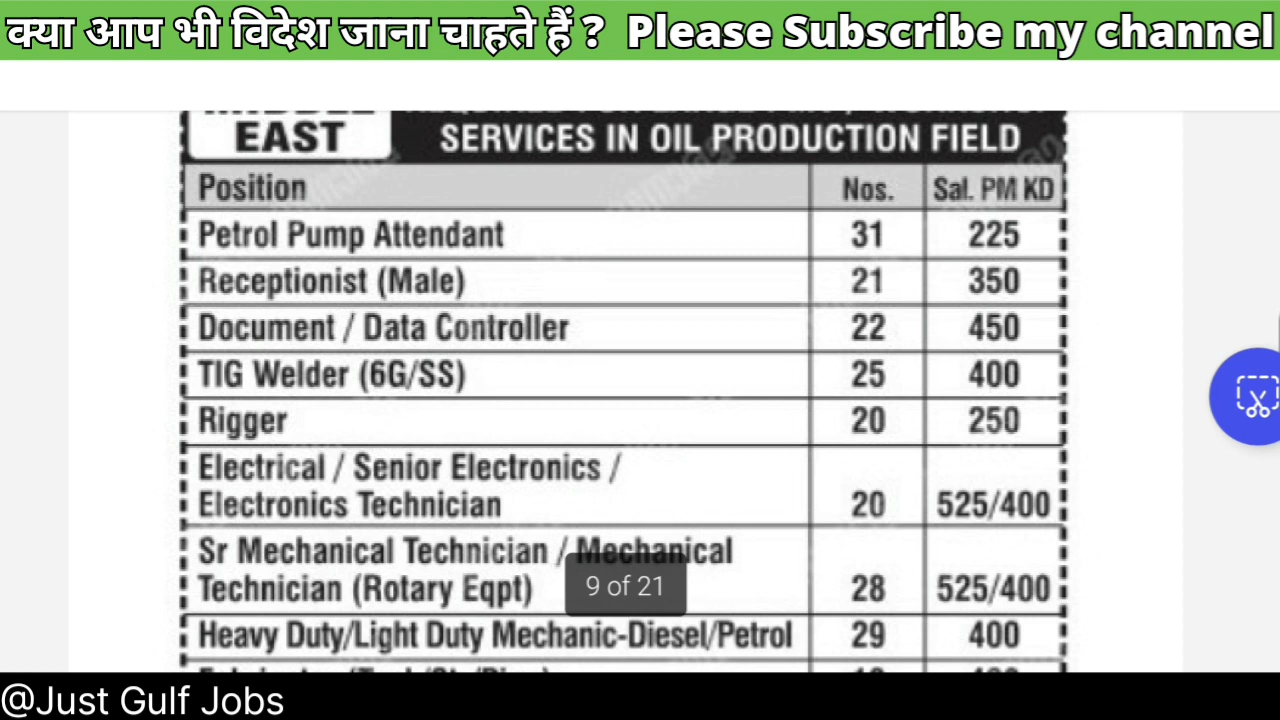 क्या आप भी विदेश जाना चाहते हैं ? Please Subscribe my channel
EAST
SERVICES IN OIL PRODUCTION FIELD
Position Nos. Sal. PM KD
Petrol Pump Attendant 31 225
Receptionist (Male) 21 350
Document / Data Controller 22 450
TIG Welder (6G/SS) 25 400
Rigger 20 250
Electrical / Senior Electronics /
Electronics Technician 20 525/400
Sr Mechanical Technician / Mechanical
Technician (Rotary Eqpt) 28 525/400
9 of 21
Heavy Duty/Light Duty Mechanic-Diesel/Petrol 29 400
@Just Gulf Jobs